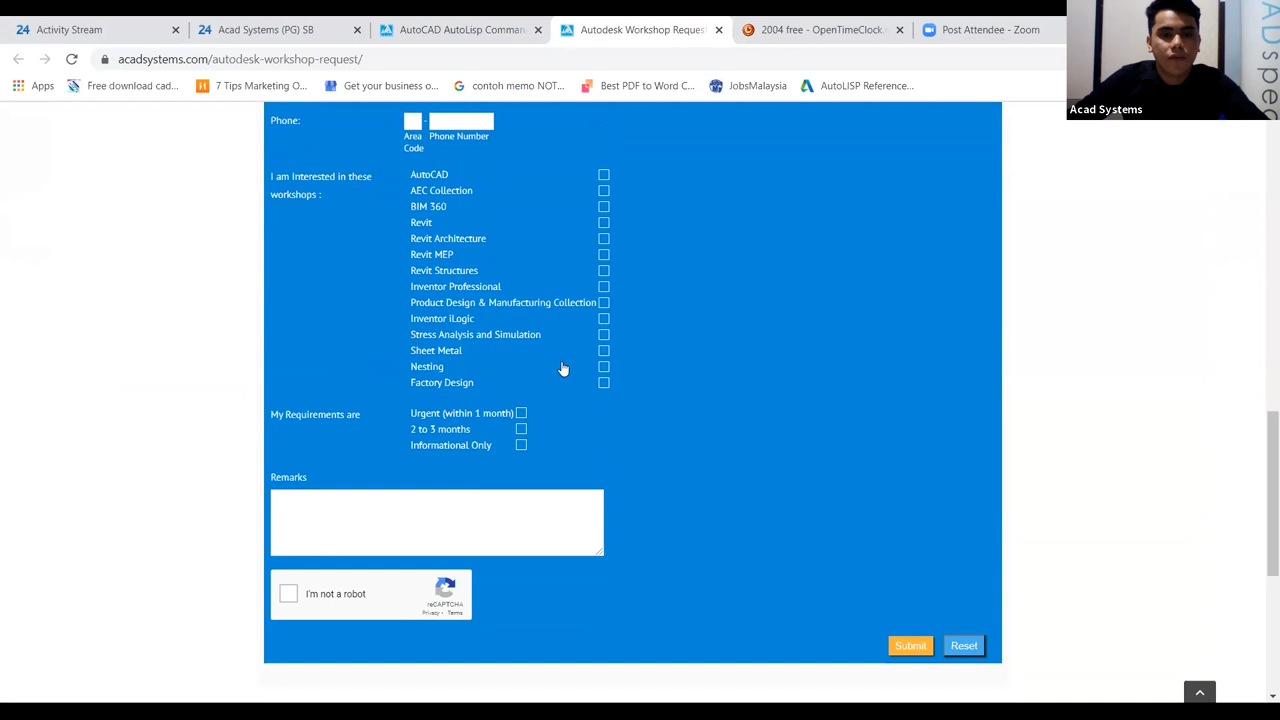 Activity Stream
Acad Systems (PG) SB
AutoCAD AutoLisp Comman
Autodesk Workshop Reques
2004 free - OpenTimeClock.
Post Attendee - Zoom
acadsystems.com/autodesk-workshop-request/
Apps
Free download cad...
7 Tips Marketing O...
Get your business o...
contoh memo NOT...
Best PDF to Word C...
JobsMalaysia
AutoLISP Reference...
Acad Systems
ADspec
Phone:
-
Area Code
Phone Number
I am Interested in these
workshops :
AutoCAD
AEC Collection
BIM 360
Revit
Revit Architecture
Revit MEP
Revit Structures
Inventor Professional
Product Design & Manufacturing Collection
Inventor iLogic
Stress Analysis and Simulation
Sheet Metal
Nesting
Factory Design
My Requirements are
Urgent (within 1 month)
2 to 3 months
Informational Only
Remarks
I'm not a robot
reCAPTCHA
Privacy - Terms
Submit
Reset